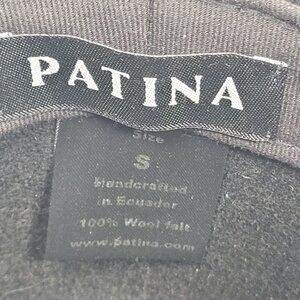 PATINA
Size
S
Handcrafted
in Ecuador
100% Wool felt
www.patina.com